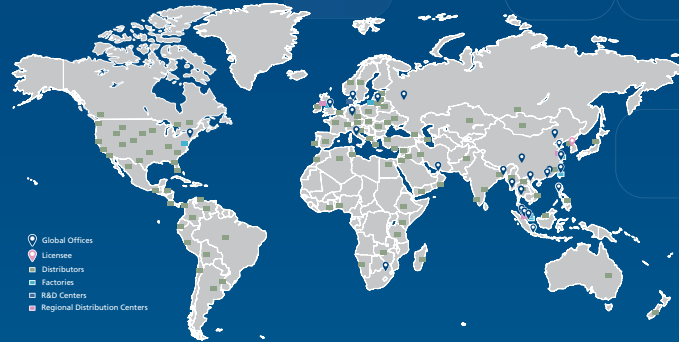 Global Offices
Licensee
Distributors
Factories
R&D Centers
Regional Distribution Centers